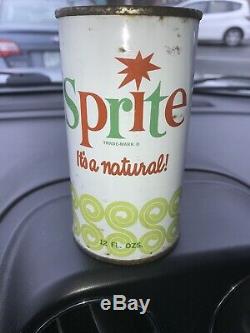 Sprite
TRADE-MARK ®
It's a natural!
12 FL. OZS.